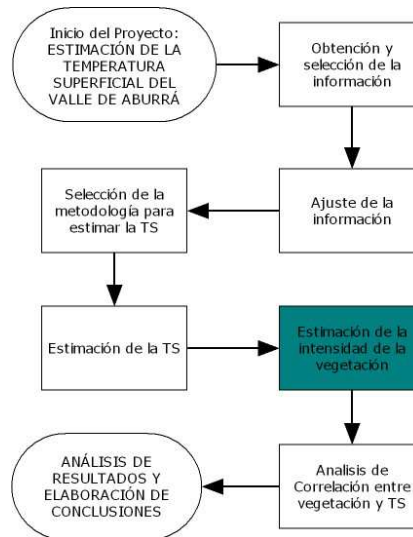 Inicio del Proyecto:
ESTIMACIÓN DE LA
TEMPERATURA
SUPERFICIAL DEL
VALLE DE ABURRÁ
Obtención y
selección de la
información
Ajuste de la
información
Selección de la
metodología para
estimar la TS
Estimación de la TS
Estimación de la
intensidad de la
vegetación
Analisis de
Correlación entre
vegetación y TS
ANÁLISIS DE
RESULTADOS Y
ELABORACIÓN DE
CONCLUSIONES